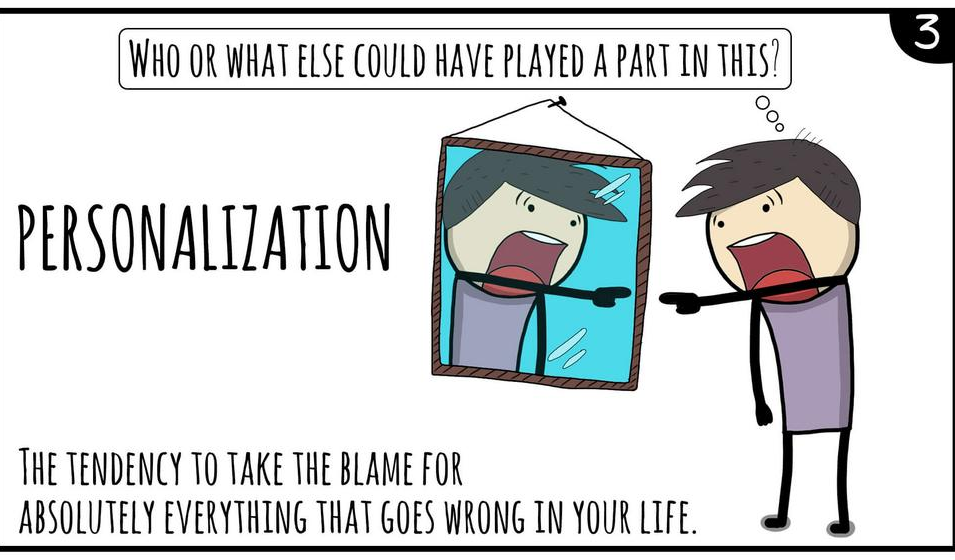 3
WHO OR WHAT ELSE COULD HAVE PLAYED A PART IN THIS?
PERSONALIZATION
THE TENDENCY TO TAKE THE BLAME FOR
ABSOLUTELY EVERYTHING THAT GOES WRONG IN YOUR LIFE.